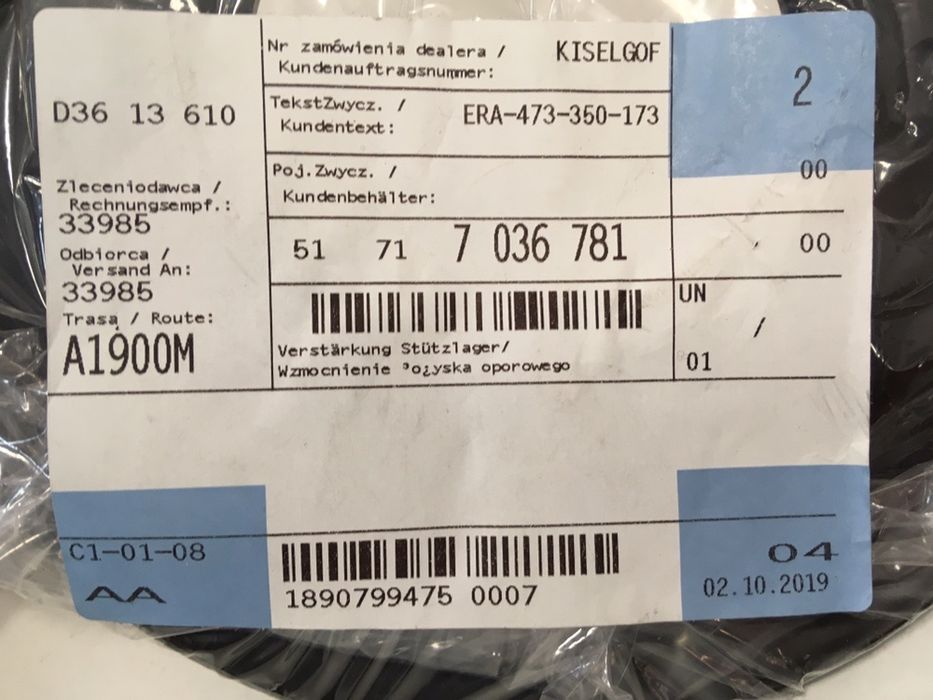 D36 13 610
Zleceniodawca /
Rechnungsempf.:
33985
Odbiorca /
Versand An:
33985
Trasą / Route:
A1900M
Nr zamówienia dealera /
Kundenauftragsnummer:
KISELGOF
TekstZwycz. /
Kundentext:
ERA-473-350-173
Poj.Zwycz. /
Kundenbehälter:
51 71 7 036 781
Verstärkung Stützlager/
Wzmocnienie ³o¿yska oporowego
2
00
, 00
UN
/
01
C1-01-08
AA
1890799475 0007
04
02.10.2019